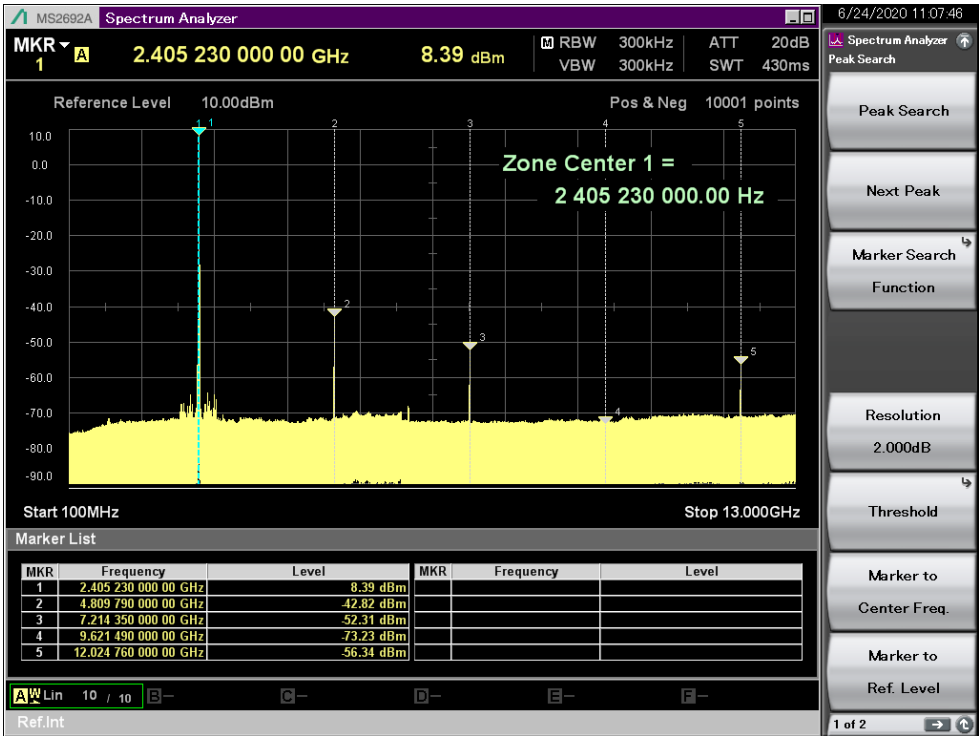 MS2692A Spectrum Analyzer
6/24/2020 11:07:46
MKR 1 A 2.405 230 000 00 GHz 8.39 dBm
M RBW 300kHz ATT 20dB
VBW 300kHz SWT 430ms
Reference Level 10.00dBm Pos & Neg 10001 points
1 1 2 3 4 5
10.0
0.0
-10.0
-20.0
-30.0
-40.0
-50.0
-60.0
-70.0
-80.0
-90.0
Zone Center 1 =
2 405 230 000.00 Hz
2
3
4
5
Start 100MHz Stop 13.000GHz
Marker List
MKR Frequency Level MKR Frequency Level
1 2.405 230 000 00 GHz 8.39 dBm
2 4.809 790 000 00 GHz -42.82 dBm
3 7.214 350 000 00 GHz -52.31 dBm
4 9.621 490 000 00 GHz -73.23 dBm
5 12.024 760 000 00 GHz -56.34 dBm
A W Lin 10 / 10 B- C- D- E- F-
Ref.Int
Spectrum Analyzer
Peak Search
Peak Search
Next Peak
Marker Search
Function
Resolution
2.000dB
Threshold
Marker to
Center Freq.
Marker to
Ref. Level
1 of 2